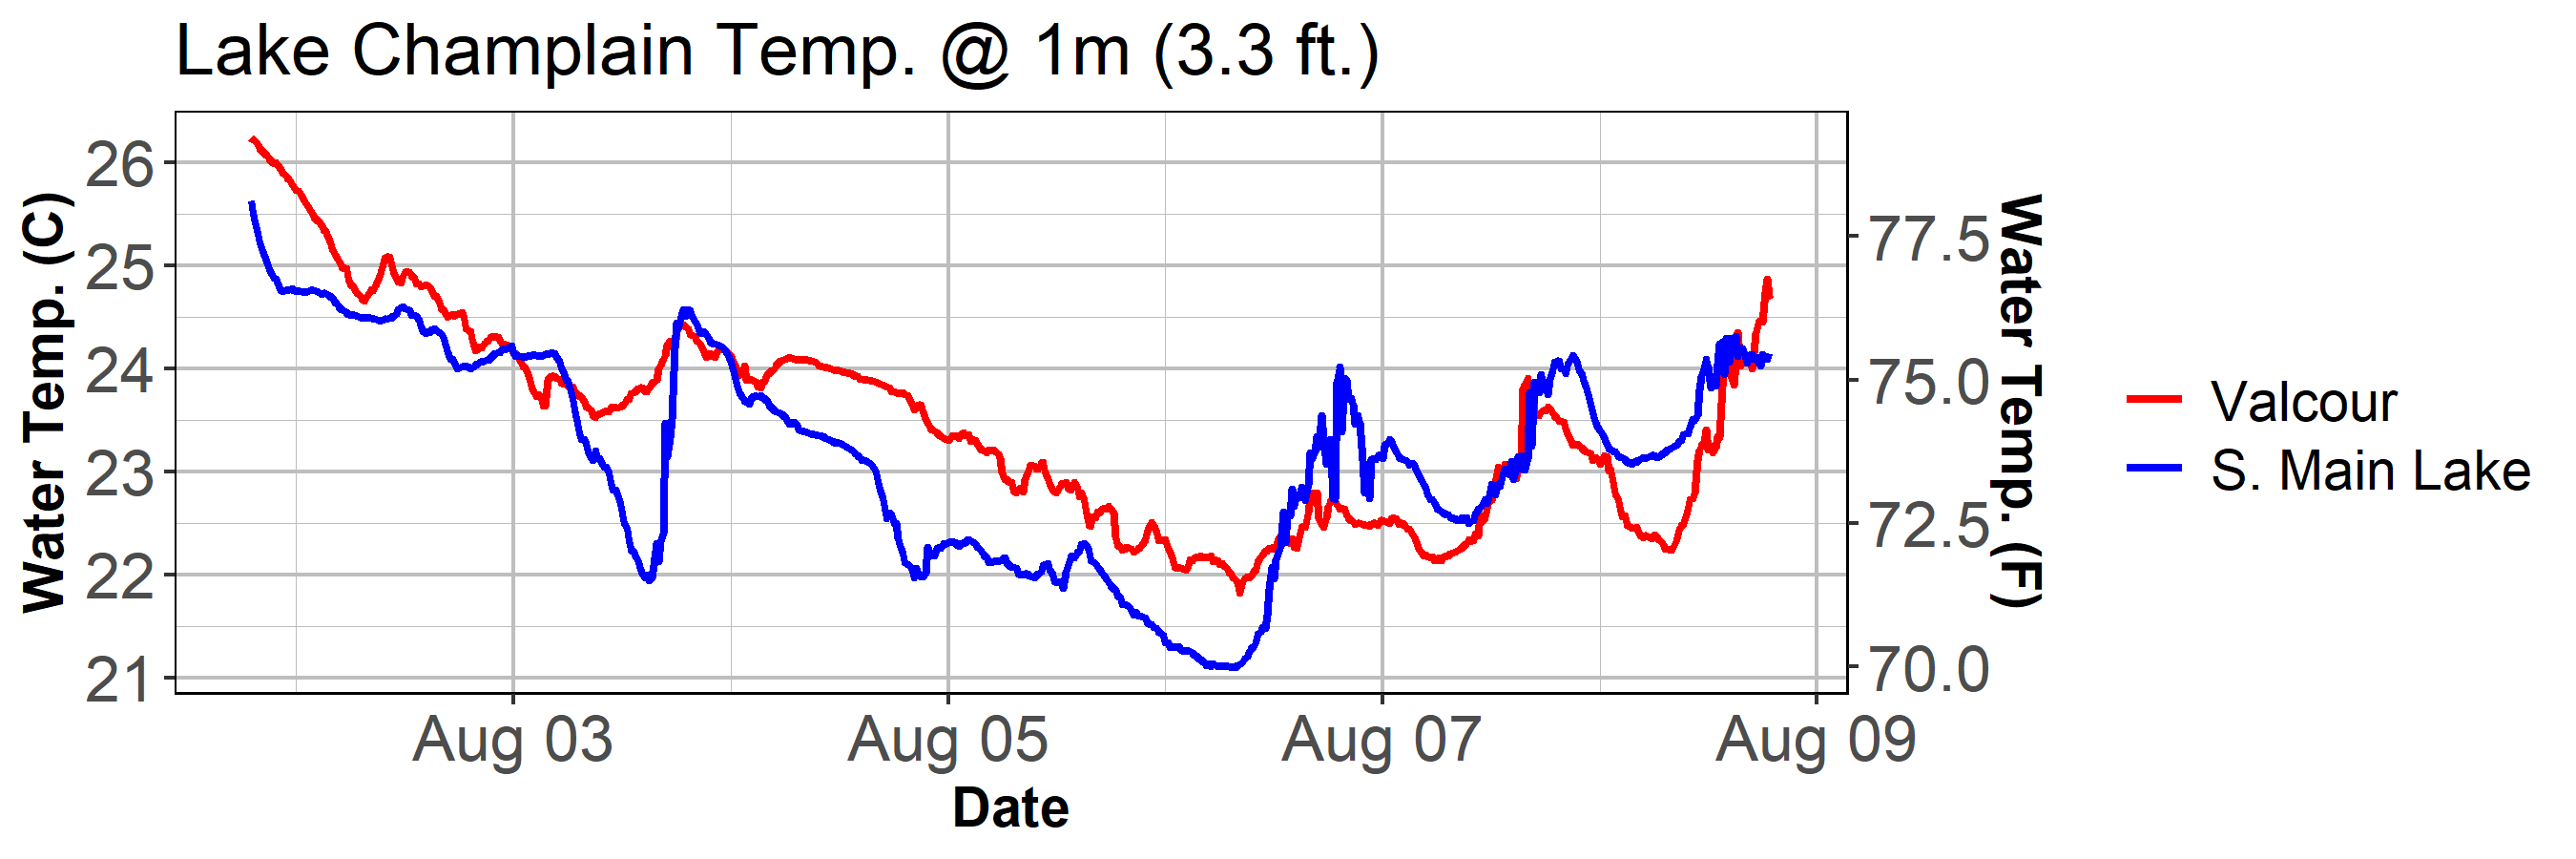 Lake Champlain Temp. @ 1m (3.3 ft.)
Water Temp. (C)
26
25
24
23
22
21
77.5
75.0
72.5
70.0
Water Temp. (F)
Aug 03
Aug 05
Aug 07
Aug 09
Date
Valcour
S. Main Lake